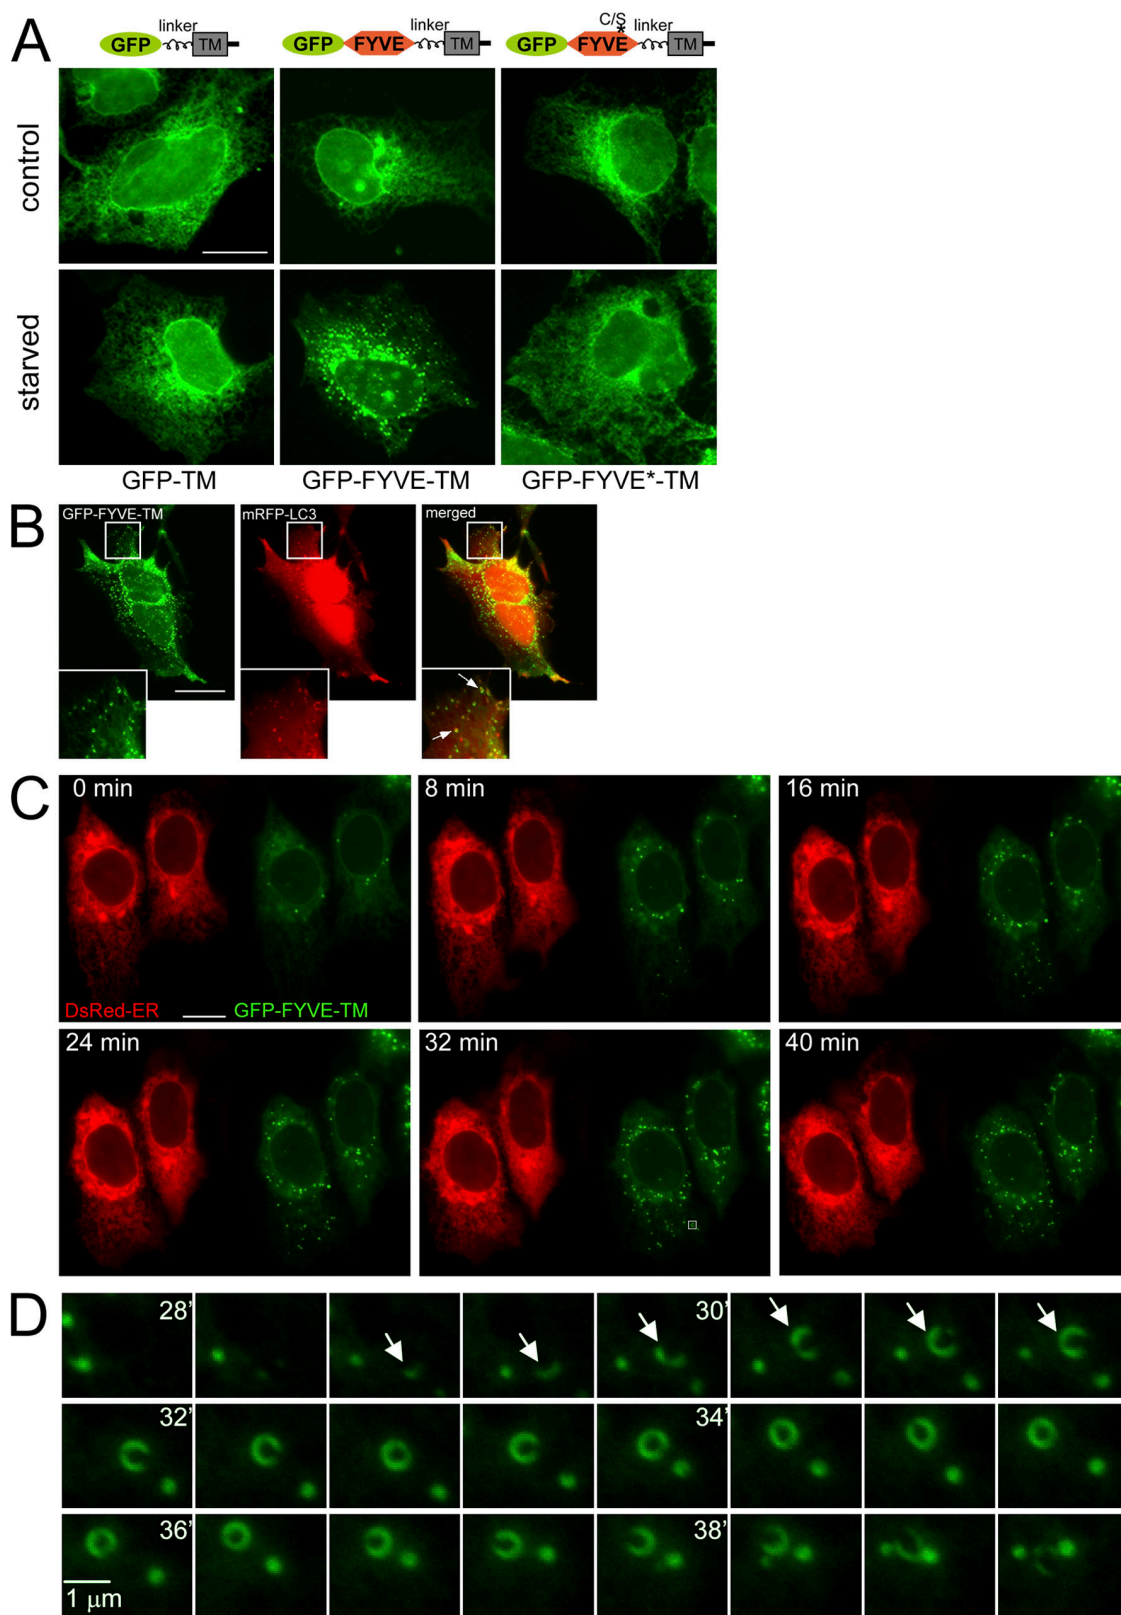 A
GFP linker TM
GFP FYVE linker TM
C/S
*
GFP FYVE linker TM
control
starved
GFP-TM
GFP-FYVE-TM
GFP-FYVE*-TM
B
GFP-FYVE-TM
mRFP-LC3
merged
C
0 min
8 min
16 min
DsRed-ER
GFP-FYVE-TM
24 min
32 min
40 min
D
28'
30'
32'
34'
36'
38'
1 μm